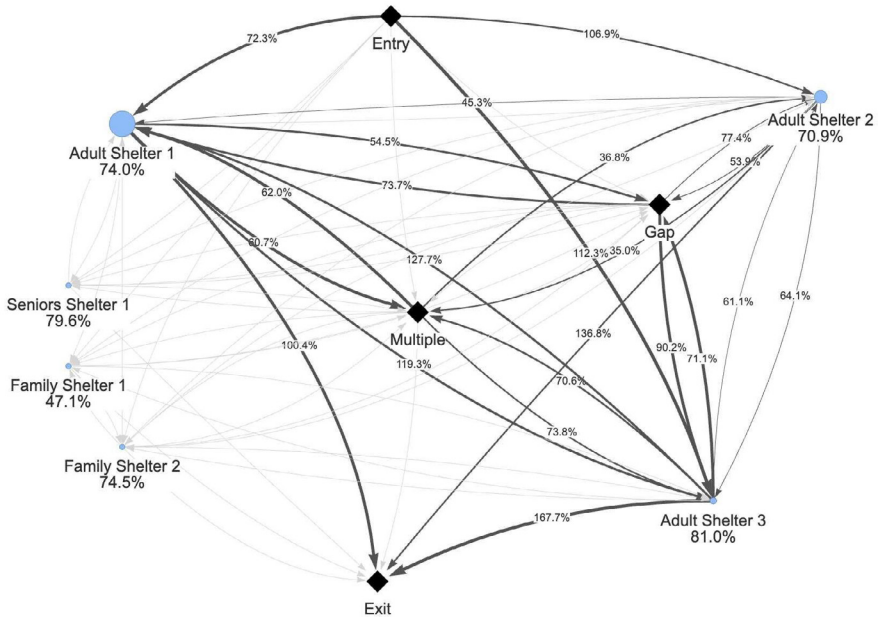 Entry
72.3%
106.9%
Adult Shelter 1
74.0%
45.3%
Adult Shelter 2
70.9%
54.5%
77.4%
36.8%
53.9%
73.7%
62.0%
Gap
60.7%
127.7%
112.3%
35.0%
Seniors Shelter 1
79.6%
64.1%
61.1%
Multiple
136.8%
100.4%
90.2%
71.1%
119.3%
70.6%
Family Shelter 1
47.1%
73.8%
Family Shelter 2
74.5%
167.7%
Adult Shelter 3
81.0%
Exit